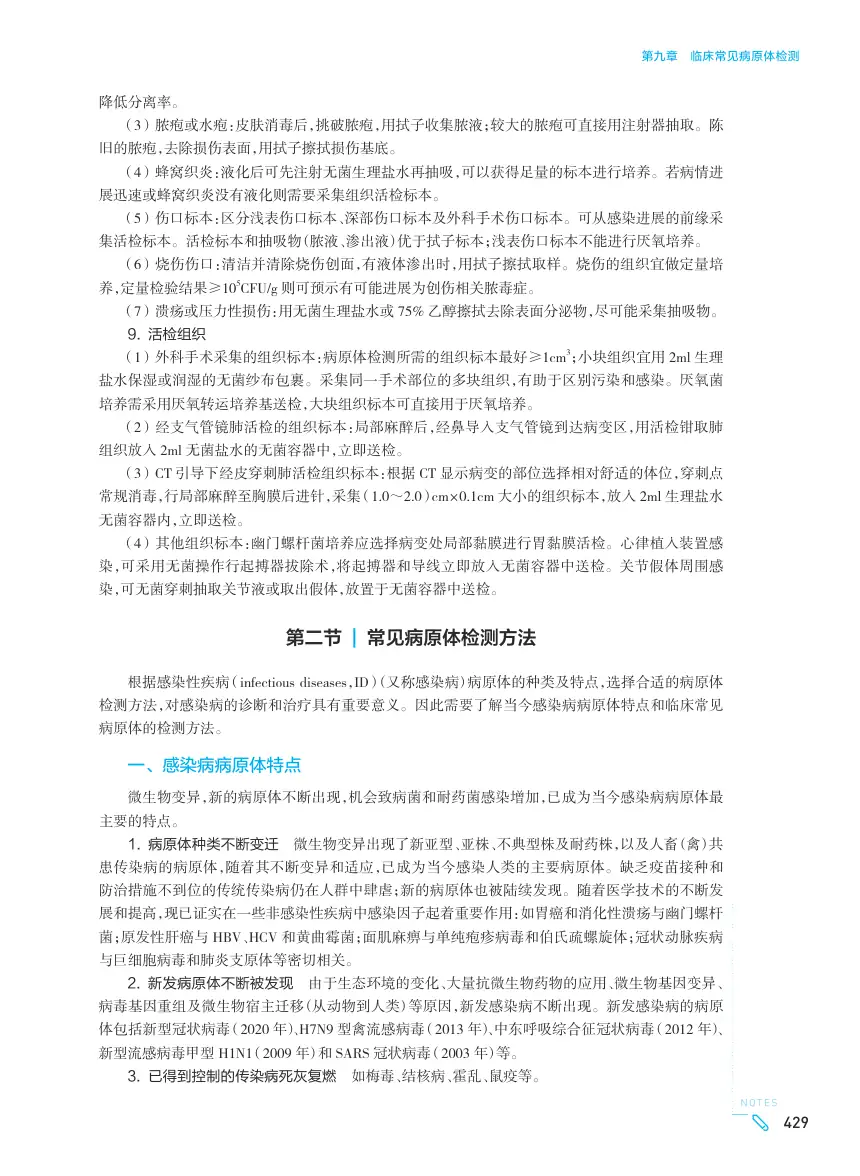 第九章 临床常见病原体检测
降低分离率。
（3）脓疱或水疱：皮肤消毒后，挑破脓疱，用拭子收集脓液；较大的脓疱可直接用注射器抽取。陈
旧的脓疱，去除损伤表面，用拭子擦拭损伤基底。
（4）蜂窝织炎：液化后可先注射无菌生理盐水再抽吸，可以获得足量的标本进行培养。若病情进
展迅速或蜂窝织炎没有液化则需要采集组织活检标本。
（5）伤口标本：区分浅表伤口标本、深部伤口标本及外科手术伤口标本。可从感染进展的前缘采
集活检标本。活检标本和抽吸物（脓液、渗出液）优于拭子标本；浅表伤口标本不能进行厌氧培养。
（6）烧伤伤口：清洁并清除烧伤创面，有液体渗出时，用拭子擦拭取样。烧伤的组织宜做定量培
养，定量检验结果≥10⁵CFU/g 则可预示有可能进展为创伤相关脓毒症。
（7）溃疡或压力性损伤：用无菌生理盐水或 75% 乙醇擦拭去除表面分泌物，尽可能采集抽吸物。
9. 活检组织
（1）外科手术采集的组织标本：病原体检测所需的组织标本最好≥1cm³；小块组织宜用 2ml 生理
盐水保湿或润湿的无菌纱布包裹。采集同一手术部位的多块组织，有助于区别污染和感染。厌氧菌
培养需采用厌氧转运培养基送检，大块组织标本可直接用于厌氧培养。
（2）经支气管镜肺活检的组织标本：局部麻醉后，经鼻导入支气管镜到达病变区，用活检钳取肺
组织放入 2ml 无菌盐水的无菌容器中，立即送检。
（3）CT 引导下经皮穿刺肺活检组织标本：根据 CT 显示病变的部位选择相对舒适的体位，穿刺点
常规消毒，行局部麻醉至胸膜后进针，采集（1.0～2.0）cm×0.1cm 大小的组织标本，放入 2ml 生理盐水
无菌容器内，立即送检。
（4）其他组织标本：幽门螺杆菌培养应选择病变处局部黏膜进行胃黏膜活检。心律植入装置感
染，可采用无菌操作行起搏器拔除术，将起搏器和导线立即放入无菌容器中送检。关节假体周围感
染，可无菌穿刺抽取关节液或取出假体，放置于无菌容器中送检。
第二节 | 常见病原体检测方法
根据感染性疾病（infectious diseases，ID）（又称感染病）病原体的种类及特点，选择合适的病原体
检测方法，对感染病的诊断和治疗具有重要意义。因此需要了解当今感染病病原体特点和临床常见
病原体的检测方法。
一、感染病病原体特点
微生物变异，新的病原体不断出现，机会致病菌和耐药菌感染增加，已成为当今感染病病原体最
主要的特点。
1. 病原体种类不断变迁 微生物变异出现了新亚型、亚株、不典型株及耐药株，以及人畜（禽）共
患传染病的病原体，随着其不断变异和适应，已成为当今感染人类的主要病原体。缺乏疫苗接种和
防治措施不到位的传统传染病仍在人群中肆虐；新的病原体也被陆续发现。随着医学技术的不断发
展和提高，现已证实在一些非感染性疾病中感染因子起着重要作用：如胃癌和消化性溃疡与幽门螺杆
菌；原发性肝癌与 HBV、HCV 和黄曲霉菌；面肌麻痹与单纯疱疹病毒和伯氏疏螺旋体；冠状动脉疾病
与巨细胞病毒和肺炎支原体等密切相关。
2. 新发病原体不断被发现 由于生态环境的变化、大量抗微生物药物的应用、微生物基因变异、
病毒基因重组及微生物宿主迁移（从动物到人类）等原因，新发感染病不断出现。新发感染病的病原
体包括新型冠状病毒（2020 年）、H7N9 型禽流感病毒（2013 年）、中东呼吸综合征冠状病毒（2012 年）、
新型流感病毒甲型 H1N1（2009 年）和 SARS 冠状病毒（2003 年）等。
3. 已得到控制的传染病死灰复燃 如梅毒、结核病、霍乱、鼠疫等。
NOTES
429